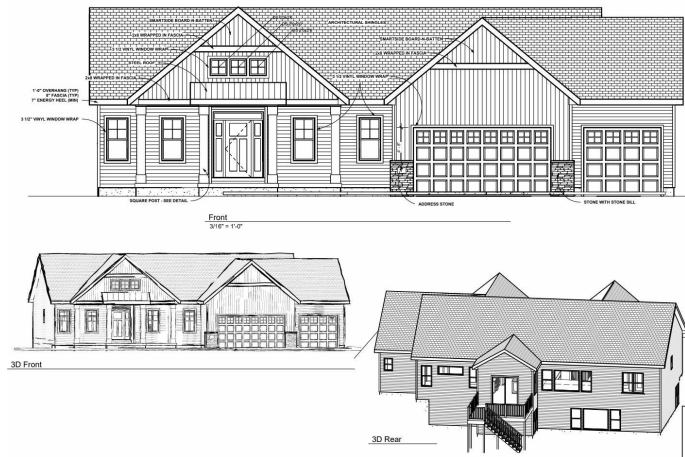 SMARTSIDE BOARD-N-BATTEN
2x8 WRAPPED IN FASCIA
3 1/2 VINYL WINDOW WRAP
STEEL ROOF
2x8 WRAPPED IN FASCIA
1'-0" OVERHANG (TYP)
8" FASCIA (TYP)
7" ENERGY HEEL (MIN)
3 1/2" VINYL WINDOW WRAP
ARCHITECTURAL SHINGLES
SMARTSIDE BOARD-N-BATTEN
2x8 WRAPPED IN FASCIA
1/2 VINYL WINDOW WRAP
SQUARE POST - SEE DETAIL
ADDRESS STONE
STONE WITH STONE SILL
Front
3/16" = 1'-0"
3D Front
3D Rear